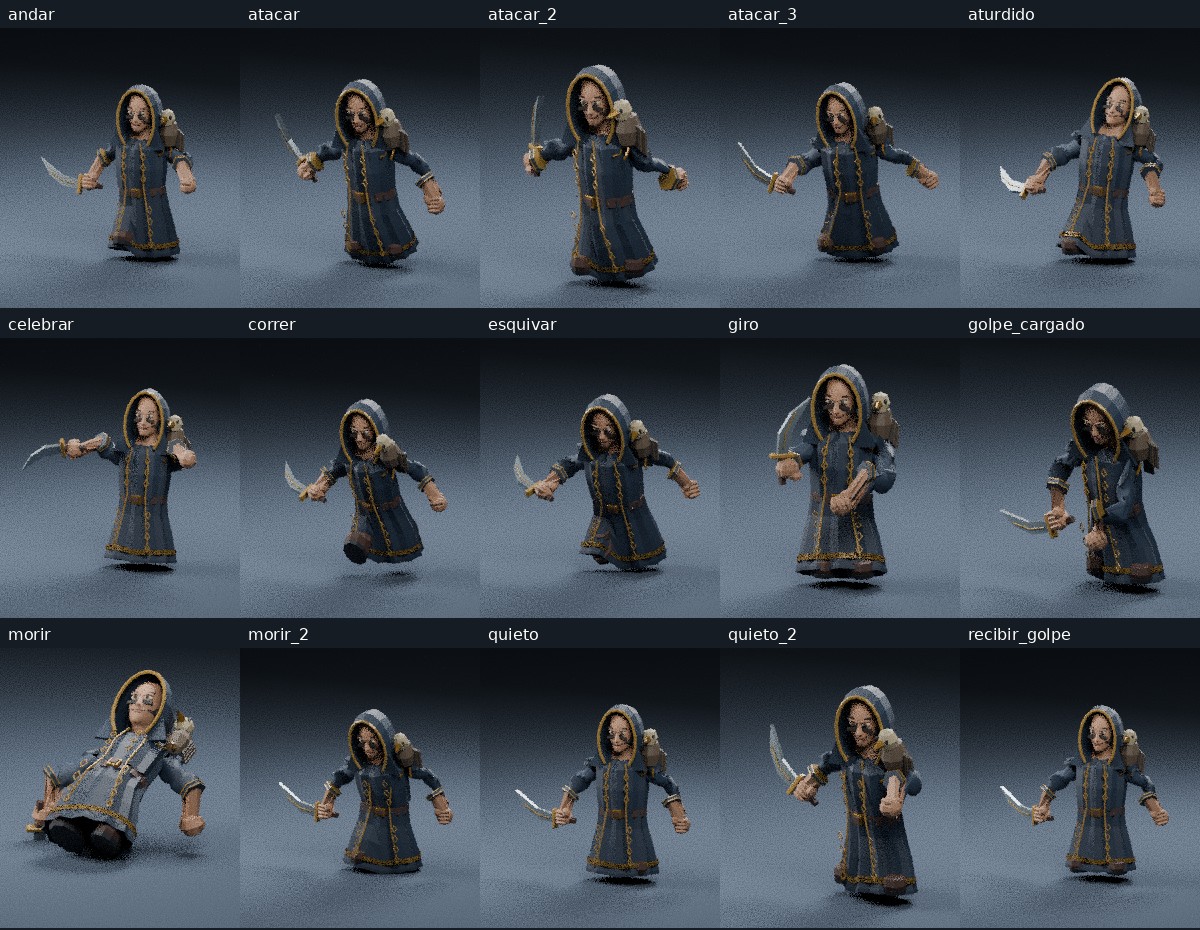 andar
atacar
atacar_2
atacar_3
aturdido
celebrar
correr
esquivar
giro
golpe_cargado
morir
morir_2
quieto
quieto_2
recibir_golpe